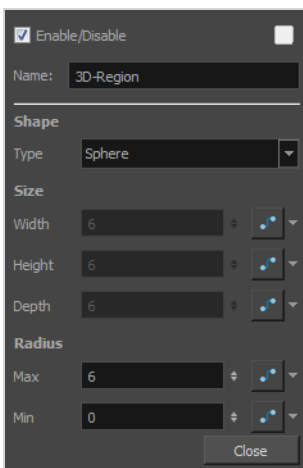 Enable/Disable
Name: 3D-Region
Shape
Type Sphere
Size
Width 6
Height 6
Depth 6
Radius
Max 6
Min 0
Close